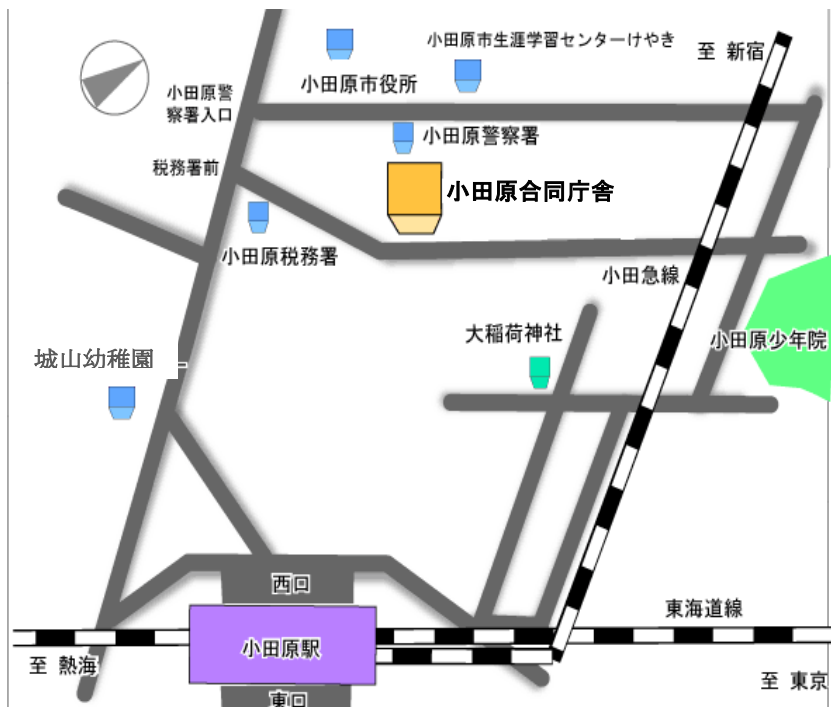 小田原市生涯学習センターけやき
至 新宿
小田原市役所
小田原警
察署入口
小田原警察署
税務署前
小田原合同庁舎
小田原税務署
小田急線
大稲荷神社
小田原少年院
城山幼稚園
西口
東海道線
小田原駅
至 熱海
至 東京
東口